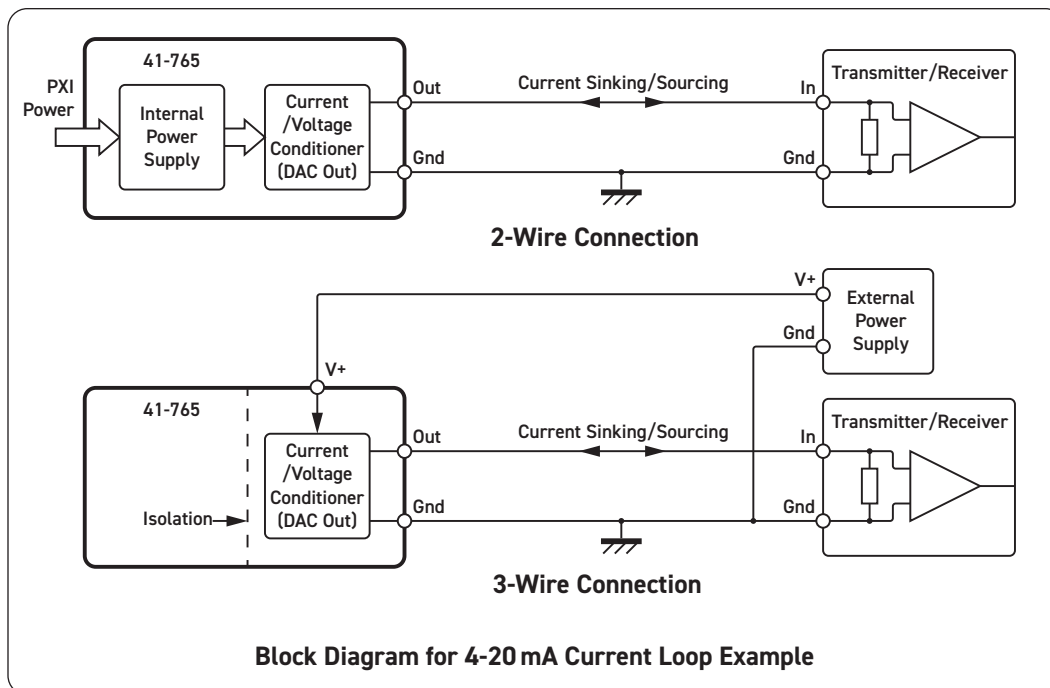 41-765
PXI
Power
Internal
Power
Supply
Current
/Voltage
Conditioner
(DAC Out)
Out
Gnd
Current Sinking/Sourcing
In
Gnd
Transmitter/Receiver
2-Wire Connection
V+
Gnd
External
Power
Supply
V+
41-765
Isolation
Current
/Voltage
Conditioner
(DAC Out)
Out
Gnd
Current Sinking/Sourcing
In
Gnd
Transmitter/Receiver
3-Wire Connection
Block Diagram for 4-20 mA Current Loop Example